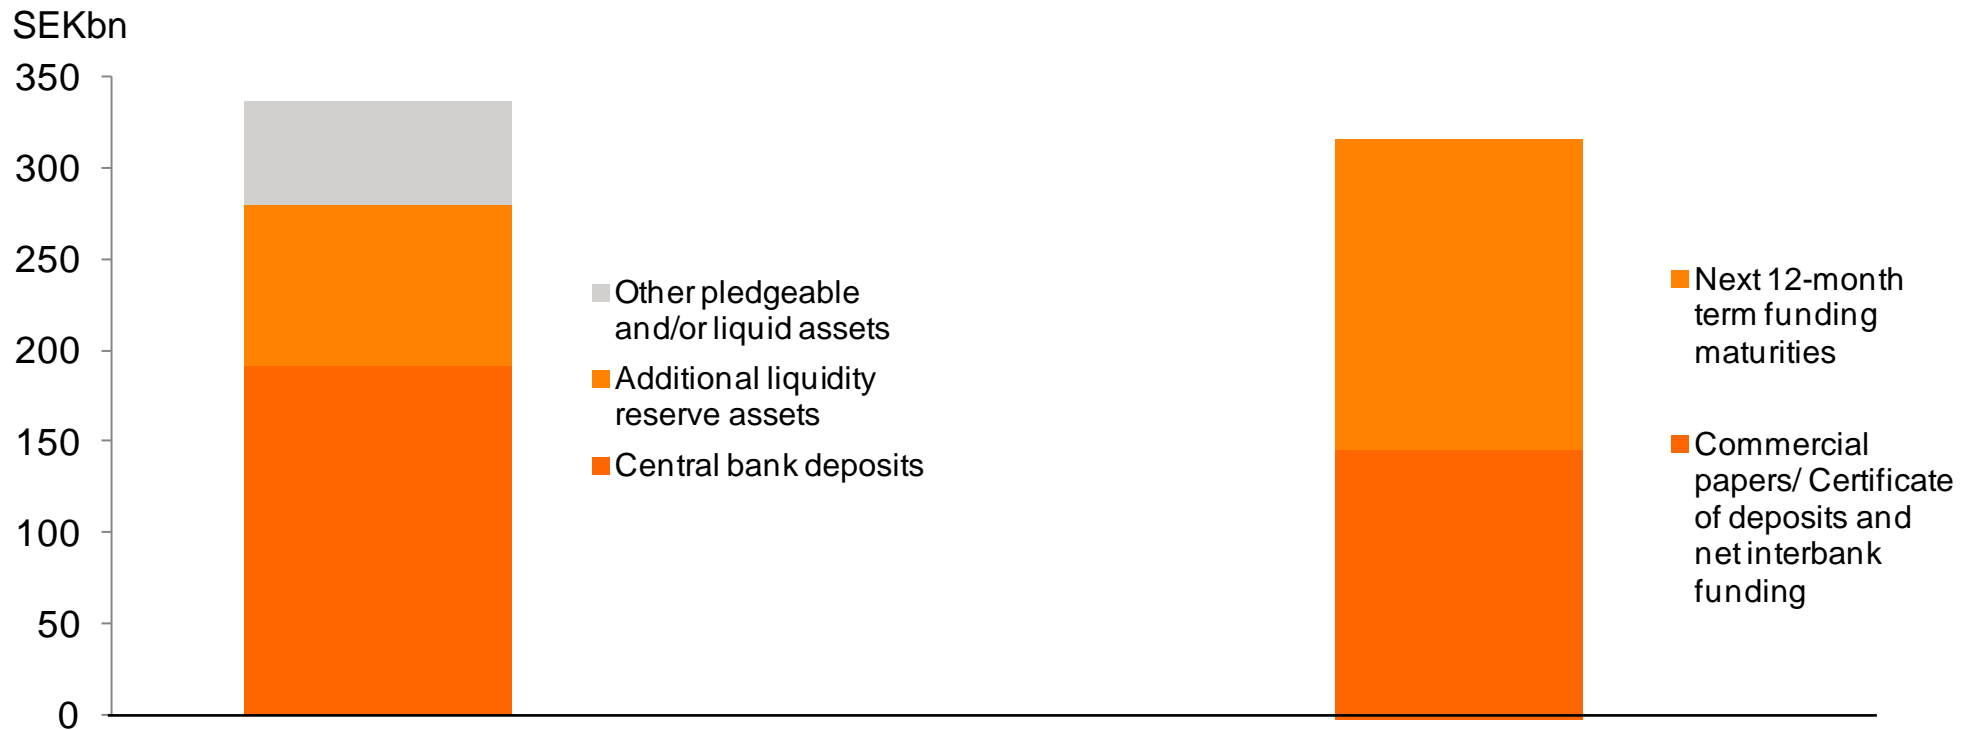 SEKbn
350
300
250
200
150
100
50
0
Other pledgeable
and/or liquid assets
Additional liquidity
reserve assets
Central bank deposits
Next 12-month
term funding
maturities
Commercial
papers/ Certificate
of deposits and
net interbank
funding